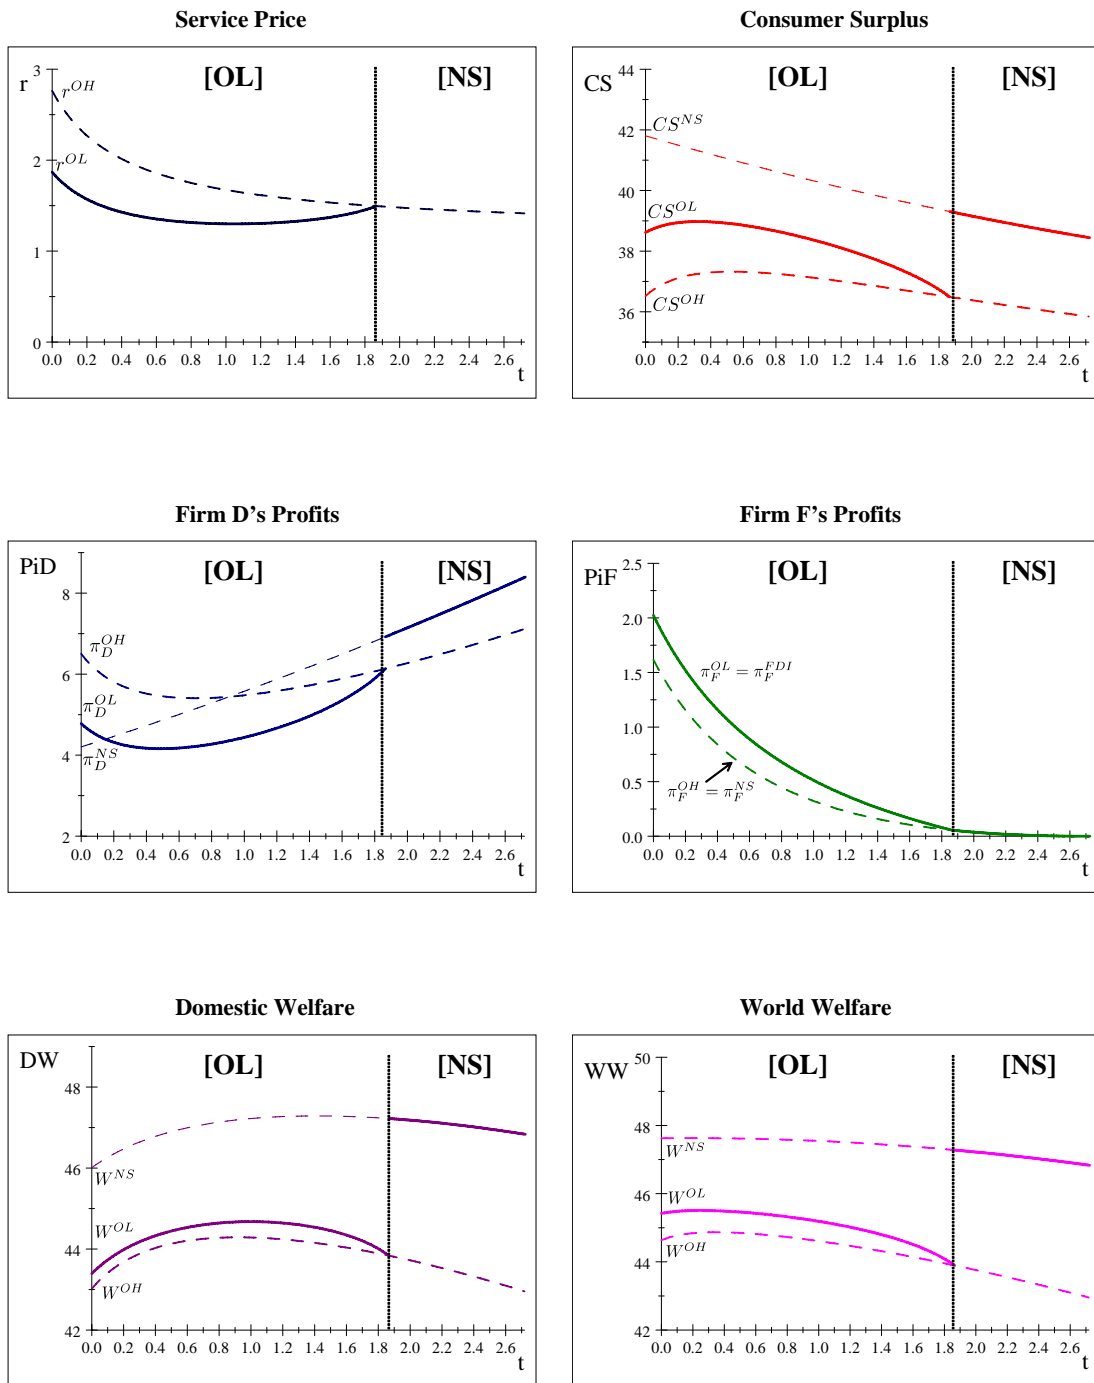 Service Price
r
[OL]
[NS]
3
2
1
0
r^{OH}
r^{OL}
0.0 0.2 0.4 0.6 0.8 1.0 1.2 1.4 1.6 1.8 2.0 2.2 2.4 2.6
t
Consumer Surplus
CS
[OL]
[NS]
44
42
40
38
36
CS^{NS}
CS^{OL}
CS^{OH}
0.0 0.2 0.4 0.6 0.8 1.0 1.2 1.4 1.6 1.8 2.0 2.2 2.4 2.6
t
Firm D's Profits
PiD
[OL]
[NS]
8
6
4
2
π_D^{OH}
π_D^{OL}
π_D^{NS}
0.0 0.2 0.4 0.6 0.8 1.0 1.2 1.4 1.6 1.8 2.0 2.2 2.4 2.6
t
Firm F's Profits
PiF
[OL]
[NS]
2.5
2.0
1.5
1.0
0.5
0.0
π_F^{OL} = π_F^{FDI}
π_F^{OH} = π_F^{NS}
0.0 0.2 0.4 0.6 0.8 1.0 1.2 1.4 1.6 1.8 2.0 2.2 2.4 2.6
t
Domestic Welfare
DW
[OL]
[NS]
48
46
44
42
W^{NS}
W^{OL}
W^{OH}
0.0 0.2 0.4 0.6 0.8 1.0 1.2 1.4 1.6 1.8 2.0 2.2 2.4 2.6
t
World Welfare
WW
[OL]
[NS]
50
48
46
44
42
W^{NS}
W^{OL}
W^{OH}
0.0 0.2 0.4 0.6 0.8 1.0 1.2 1.4 1.6 1.8 2.0 2.2 2.4 2.6
t